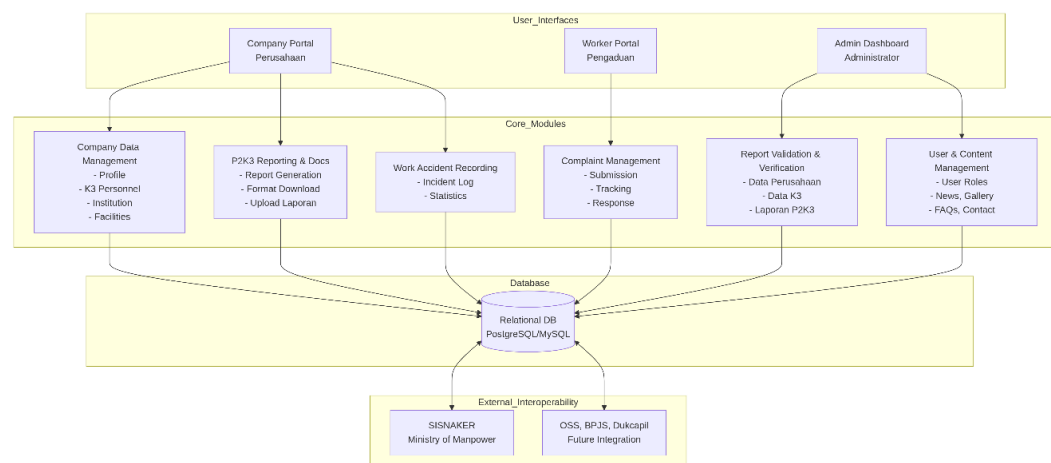 User_Interfaces
Company Portal
Perusahaan
Worker Portal
Pengaduan
Admin Dashboard
Administrator
Core_Modules
Company Data
Management
- Profile
- K3 Personnel
- Institution
- Facilities
P2K3 Reporting & Docs
- Report Generation
- Format Download
- Upload Laporan
Work Accident Recording
- Incident Log
- Statistics
Complaint Management
- Submission
- Tracking
- Response
Report Validation &
Verification
- Data Perusahaan
- Data K3
- Laporan P2K3
User & Content
Management
- User Roles
- News, Gallery
- FAQs, Contact
Database
Relational DB
PostgreSQL/MySQL
External_Interoperability
SISNAKER
Ministry of Manpower
OSS, BPJS, Dukcapil
Future Integration